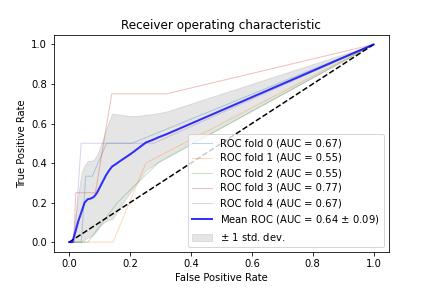 Receiver operating characteristic
True Positive Rate
1.0
0.8
0.6
0.4
0.2
0.0
ROC fold 0 (AUC = 0.67)
ROC fold 1 (AUC = 0.55)
ROC fold 2 (AUC = 0.55)
ROC fold 3 (AUC = 0.77)
ROC fold 4 (AUC = 0.67)
Mean ROC (AUC = 0.64 ± 0.09)
± 1 std. dev.
0.0 0.2 0.4 0.6 0.8 1.0
False Positive Rate